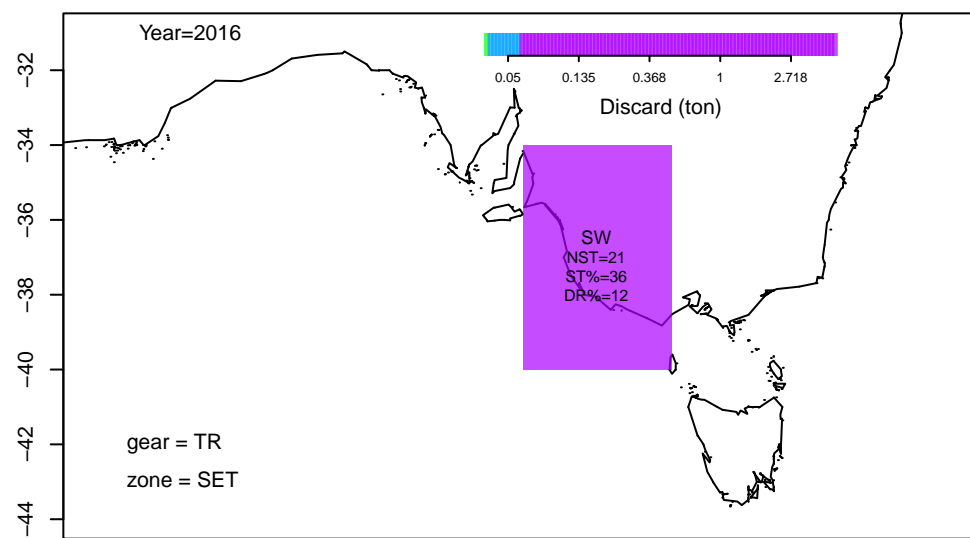 Year=2016
0.05 0.135 0.368 1 2.718
Discard (ton)
−32
−34
−36
−38
−40
−42
−44
SW
NST=21
ST%=36
DR%=12
gear = TR
zone = SET